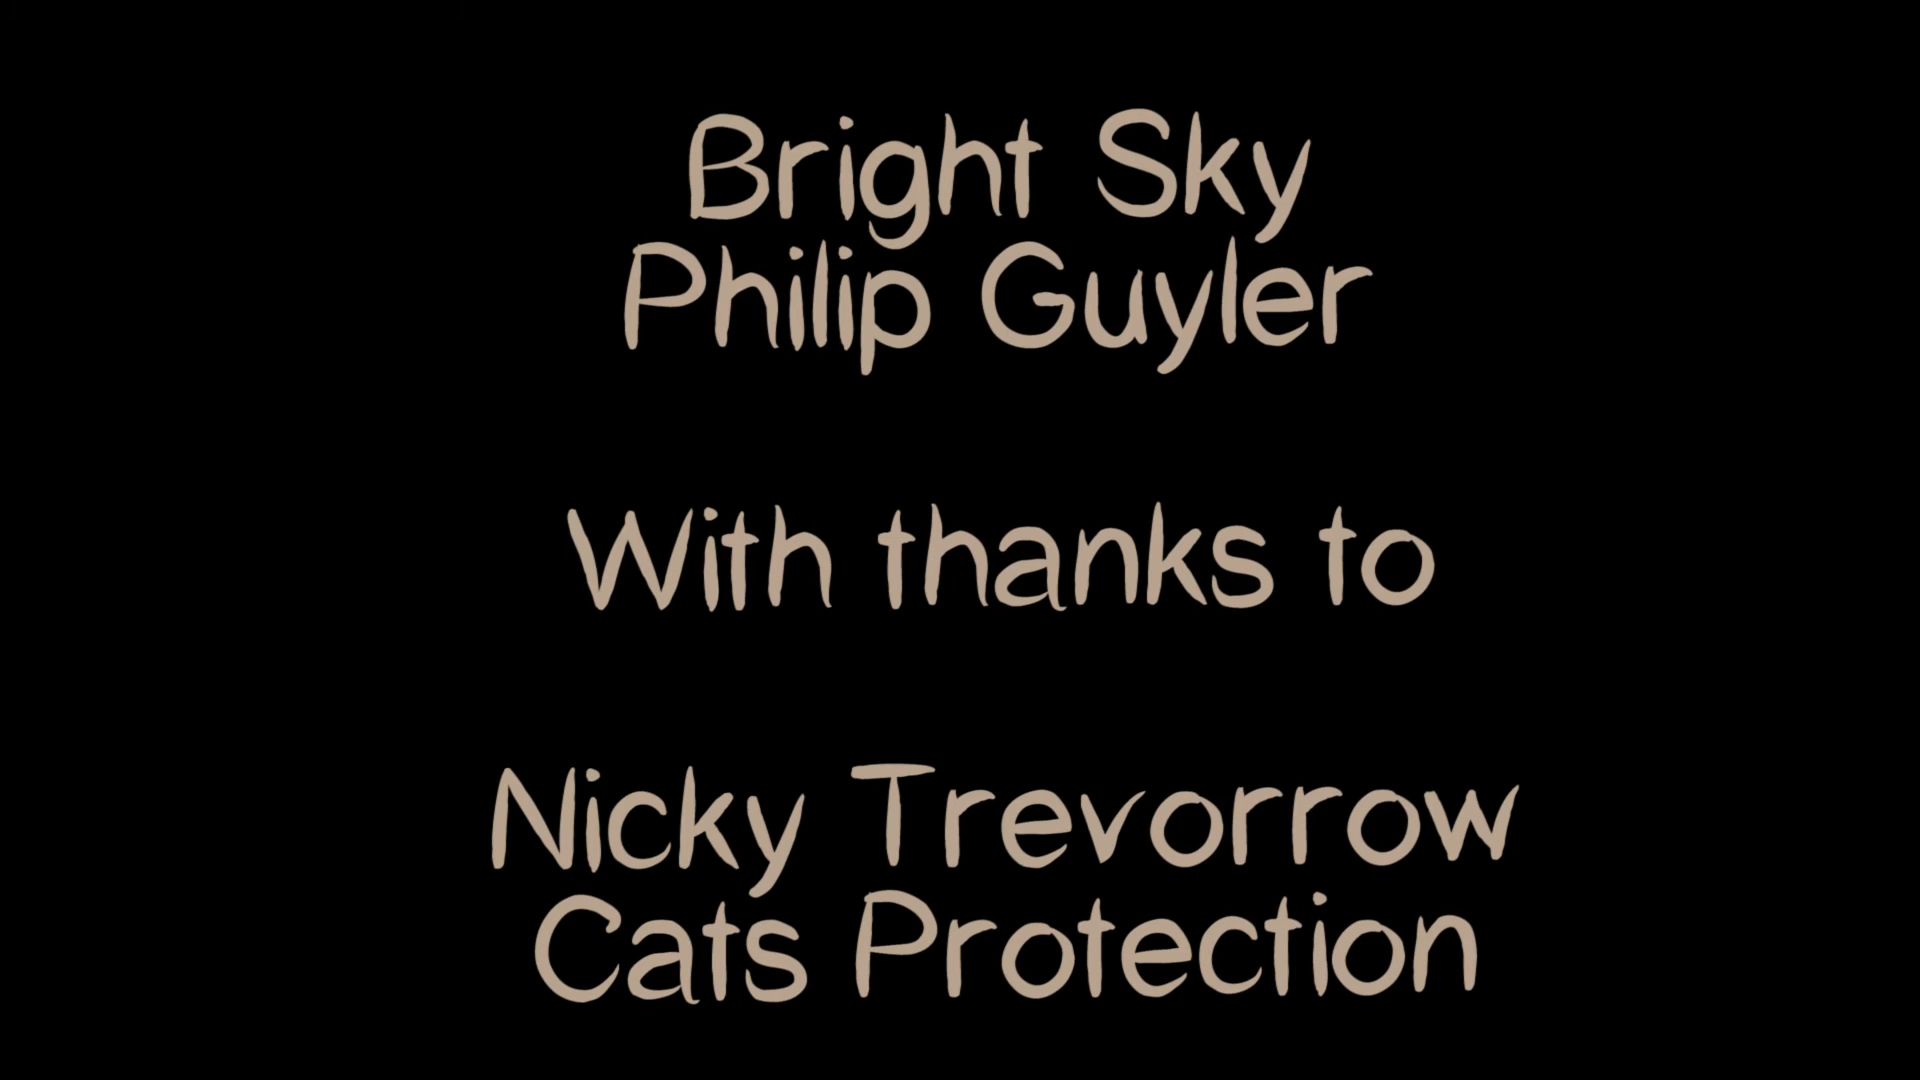 Bright Sky
Philip Guyler
With thanks to
Nicky Trevorrow
Cats Protection